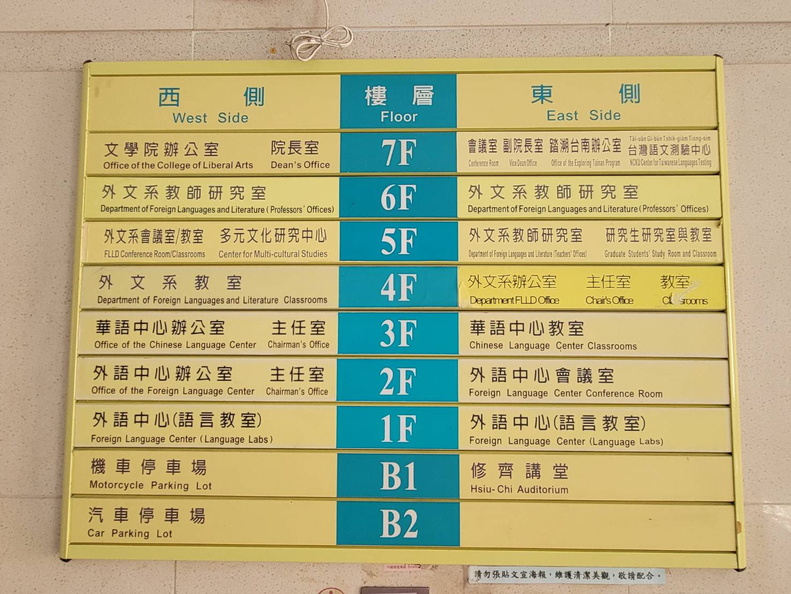 西側 樓層 東側
West Side Floor East Side
文學院辦公室 院長室 7F 會議室 副院長室 踏溯台南辦公室 台灣語文測驗中心
Office of the College of Liberal Arts Dean's Office Conference Room Vice Dean Office Office of the Exploring Tainan Program NCKU Center for Taiwanese Languages Testing
外文系教師研究室 6F 外文系教師研究室
Department of Foreign Languages and Literature (Professors' Offices) Department of Foreign Languages and Literature (Professors' Offices)
外文系會議室/教室 多元文化研究中心 5F 外文系教師研究室 研究生研究室與教室
FLLD Conference Room/Classrooms Center for Multi-cultural Studies Department of Foreign Languages and Literature (Teachers' Offices) Graduate Students' Study Room and Classroom
外文系教室 4F 外文系辦公室 主任室 教室
Department of Foreign Languages and Literature Classrooms Department FLLD Office Chair's Office
華語中心辦公室 主任室 3F 華語中心教室
Office of the Chinese Language Center Chairman's Office Chinese Language Center Classrooms
外語中心辦公室 主任室 2F 外語中心會議室
Office of the Foreign Language Center Chairman's Office Foreign Language Center Conference Room
外語中心(語言教室) 1F 外語中心(語言教室)
Foreign Language Center (Language Labs) Foreign Language Center (Language Labs)
機車停車場 B1 修齊講堂
Motorcycle Parking Lot Hsiu-Chi Auditorium
汽車停車場 B2
Car Parking Lot
請勿張貼文宣海報,維護清潔美觀,敬請配合。